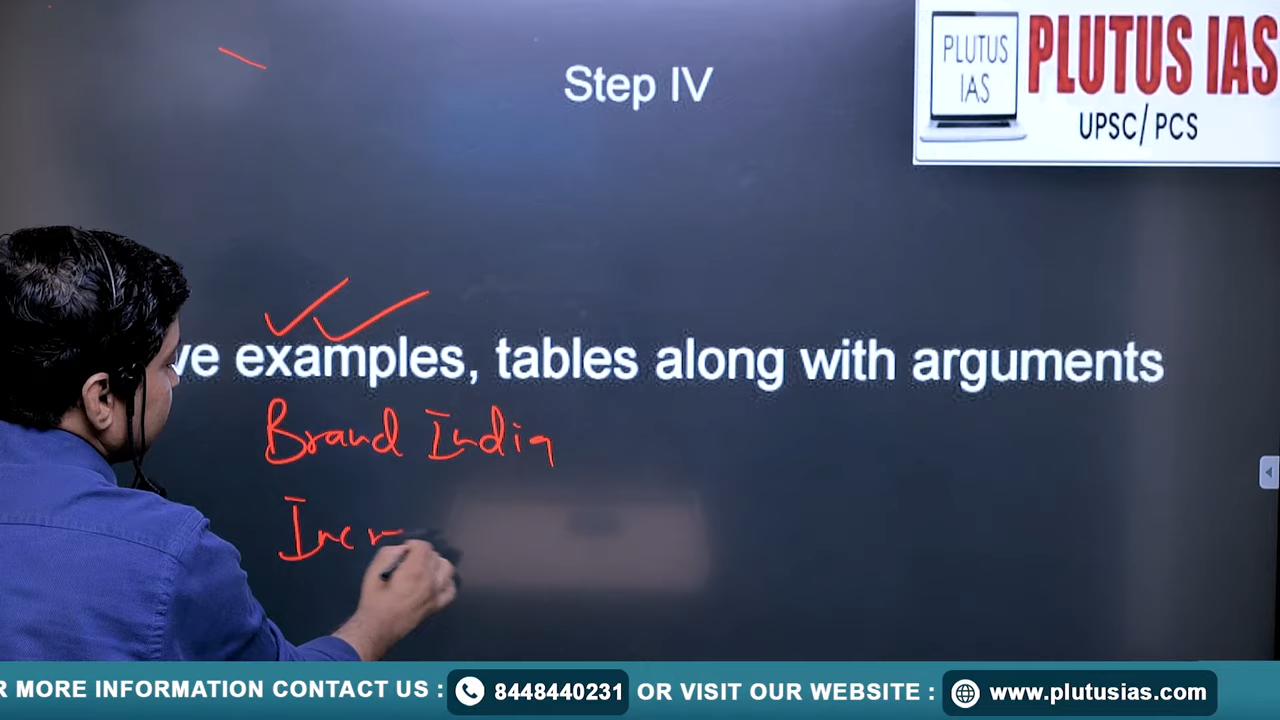 Step IV
PLUTUS
IAS
PLUTUS IAS
UPSC/PCS
ve examples, tables along with arguments
Brand India
Incr
R MORE INFORMATION CONTACT US : 8448440231 OR VISIT OUR WEBSITE : www.plutusias.com